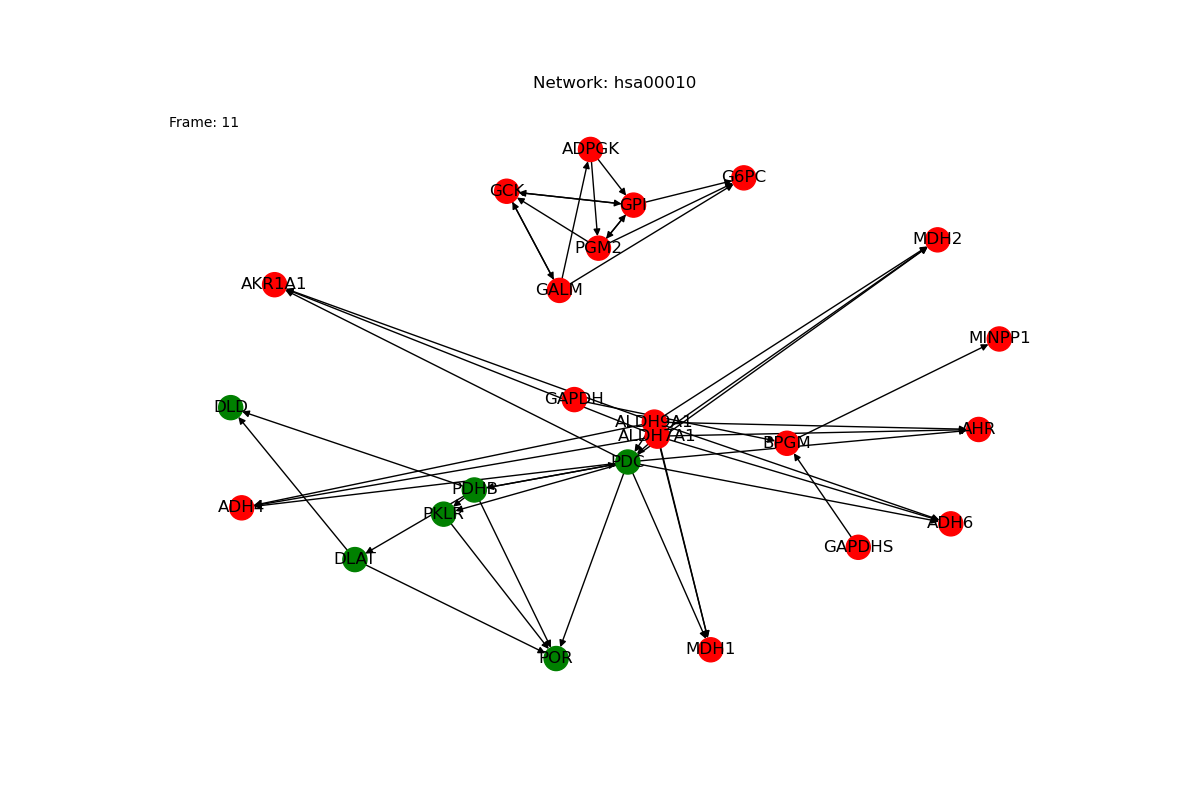 Network: hsa00010
Frame: 11
ADPGK
G6PC
GCK
GPI
MDH2
PGM2
AKR1A1
GALM
MINPP1
GAPDH
DLD
ALDH9A1
AHR
ALDH7A1
BPGM
PDC
PDHB
ADH4
PKLR
ADH6
GAPDHS
DLAT
MDH1
POR